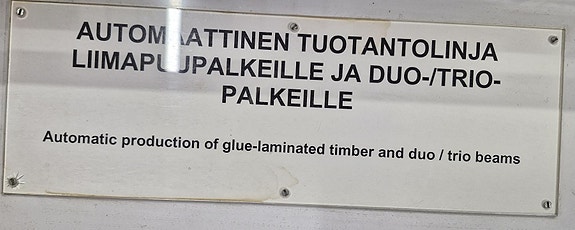 AUTOMAATTINEN TUOTANTOLINJA
LIIMAPUUPALKEILLE JA DUO-/TRIO-
PALKEILLE
Automatic production of glue-laminated timber and duo / trio beams